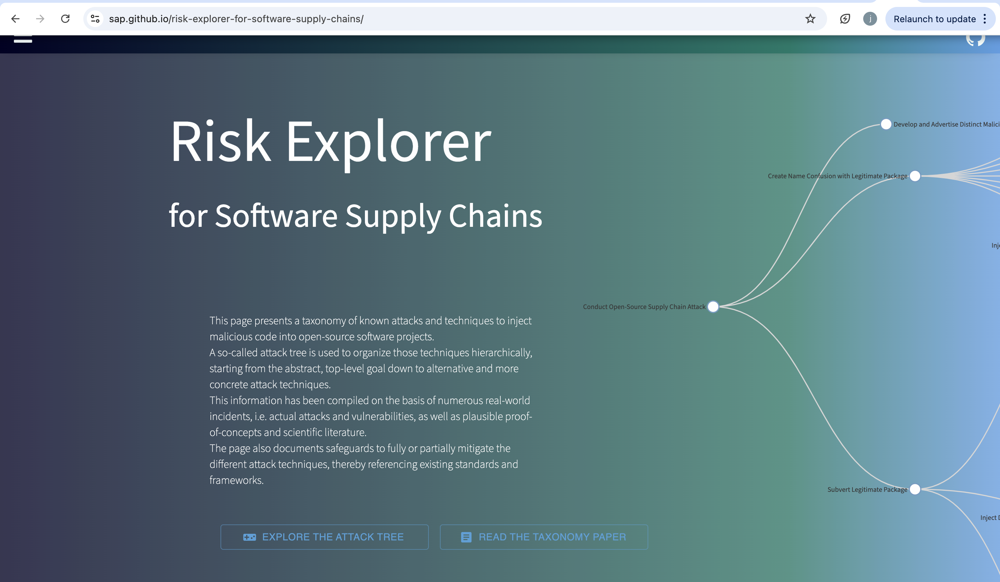 sap.github.io/risk-explorer-for-software-supply-chains/
j
Relaunch to update
Risk Explorer
for Software Supply Chains
This page presents a taxonomy of known attacks and techniques to inject
malicious code into open-source software projects.
A so-called attack tree is used to organize those techniques hierarchically,
starting from the abstract, top-level goal down to alternative and more
concrete attack techniques.
This information has been compiled on the basis of numerous real-world
incidents, i.e. actual attacks and vulnerabilities, as well as plausible proof-
of-concepts and scientific literature.
The page also documents safeguards to fully or partially mitigate the
different attack techniques, thereby referencing existing standards and
frameworks.
EXPLORE THE ATTACK TREE
READ THE TAXONOMY PAPER
Develop and Advertise Distinct
Create Name Confusion with Legitimate Package
Conduct Open-Source Supply Chain Attack
Subvert Legitimate Package
Inject